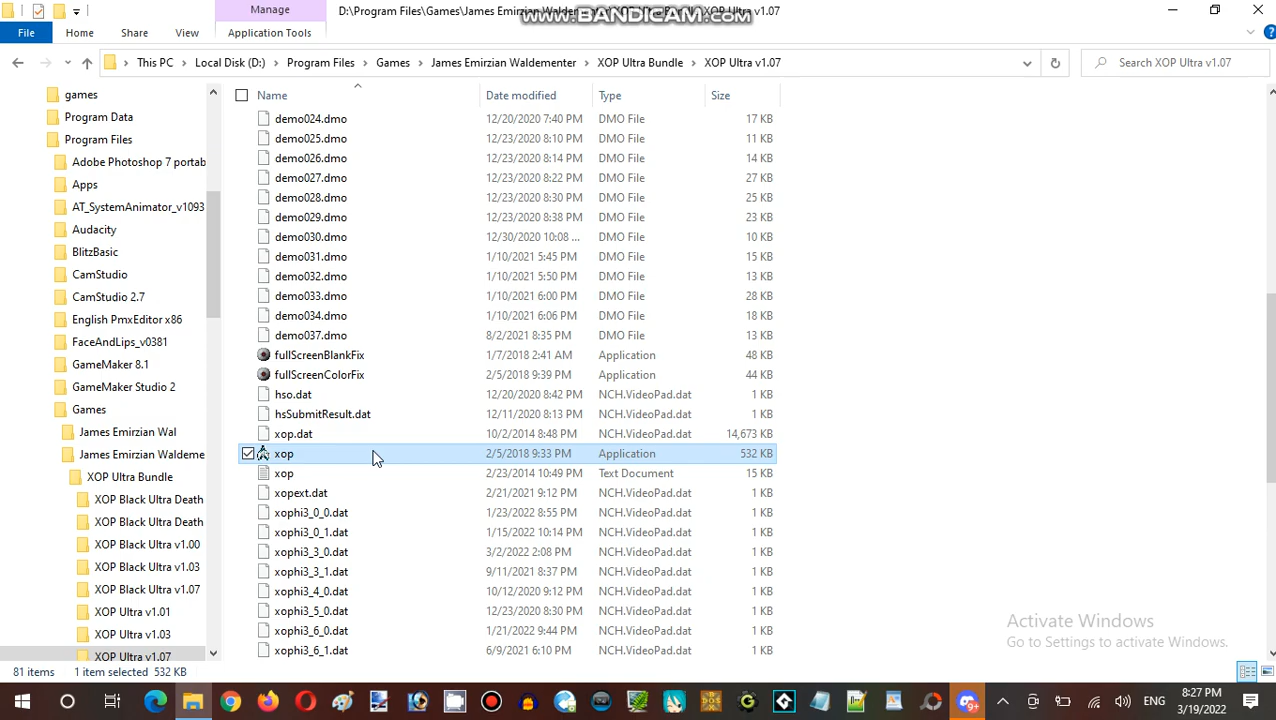 Manage
D:\Program Files\Games\James Emirzian Waldementer
XOP Ultra v1.07
www.BANDICAM.com
File
Home
Share
View
Application Tools
This PC
Local Disk (D:)
Program Files
Games
James Emirzian Waldementer
XOP Ultra Bundle
XOP Ultra v1.07
Search XOP Ultra v1.07
games
Program Data
Program Files
Adobe Photoshop 7 portab
Apps
AT_SystemAnimator_v1093
Audacity
BlitzBasic
CamStudio
CamStudio 2.7
English PmxEditor x86
FaceAndLips_v0381
GameMaker 8.1
GameMaker Studio 2
Games
James Emirzian Wal
James Emirzian Waldeme
XOP Ultra Bundle
XOP Black Ultra Death
XOP Black Ultra Death
XOP Black Ultra v1.00
XOP Black Ultra v1.03
XOP Black Ultra v1.07
XOP Ultra v1.01
XOP Ultra v1.03
XOP Ultra v1.07
Name Date modified Type Size
demo024.dmo 12/20/2020 7:40 PM DMO File 17 KB
demo025.dmo 12/23/2020 8:10 PM DMO File 11 KB
demo026.dmo 12/23/2020 8:14 PM DMO File 14 KB
demo027.dmo 12/23/2020 8:22 PM DMO File 27 KB
demo028.dmo 12/23/2020 8:30 PM DMO File 25 KB
demo029.dmo 12/23/2020 8:38 PM DMO File 23 KB
demo030.dmo 12/30/2020 10:08 ... DMO File 10 KB
demo031.dmo 1/10/2021 5:45 PM DMO File 15 KB
demo032.dmo 1/10/2021 5:50 PM DMO File 13 KB
demo033.dmo 1/10/2021 6:00 PM DMO File 28 KB
demo034.dmo 1/10/2021 6:06 PM DMO File 18 KB
demo037.dmo 8/2/2021 8:35 PM DMO File 13 KB
fullScreenBlankFix 1/7/2018 2:41 AM Application 48 KB
fullScreenColorFix 2/5/2018 9:39 PM Application 44 KB
hso.dat 12/20/2020 8:42 PM NCH.VideoPad.dat 1 KB
hsSubmitResult.dat 12/11/2020 8:13 PM NCH.VideoPad.dat 1 KB
xop.dat 10/2/2014 8:48 PM NCH.VideoPad.dat 14,673 KB
xop 2/5/2018 9:33 PM Application 532 KB
xop 2/23/2014 10:49 PM Text Document 15 KB
xopext.dat 2/21/2021 9:12 PM NCH.VideoPad.dat 1 KB
xophi3_0_0.dat 1/23/2022 8:55 PM NCH.VideoPad.dat 1 KB
xophi3_0_1.dat 1/15/2022 10:14 PM NCH.VideoPad.dat 1 KB
xophi3_3_0.dat 3/2/2022 2:08 PM NCH.VideoPad.dat 1 KB
xophi3_3_1.dat 9/11/2021 8:37 PM NCH.VideoPad.dat 1 KB
xophi3_4_0.dat 10/12/2020 9:12 PM NCH.VideoPad.dat 1 KB
xophi3_5_0.dat 12/23/2020 8:30 PM NCH.VideoPad.dat 1 KB
xophi3_6_0.dat 1/21/2022 9:44 PM NCH.VideoPad.dat 1 KB
xophi3_6_1.dat 6/9/2021 6:10 PM NCH.VideoPad.dat 1 KB
Activate Windows
Go to Settings to activate Windows.
81 items
1 item selected 532 KB
9+
ENG
8:27 PM
3/19/2022